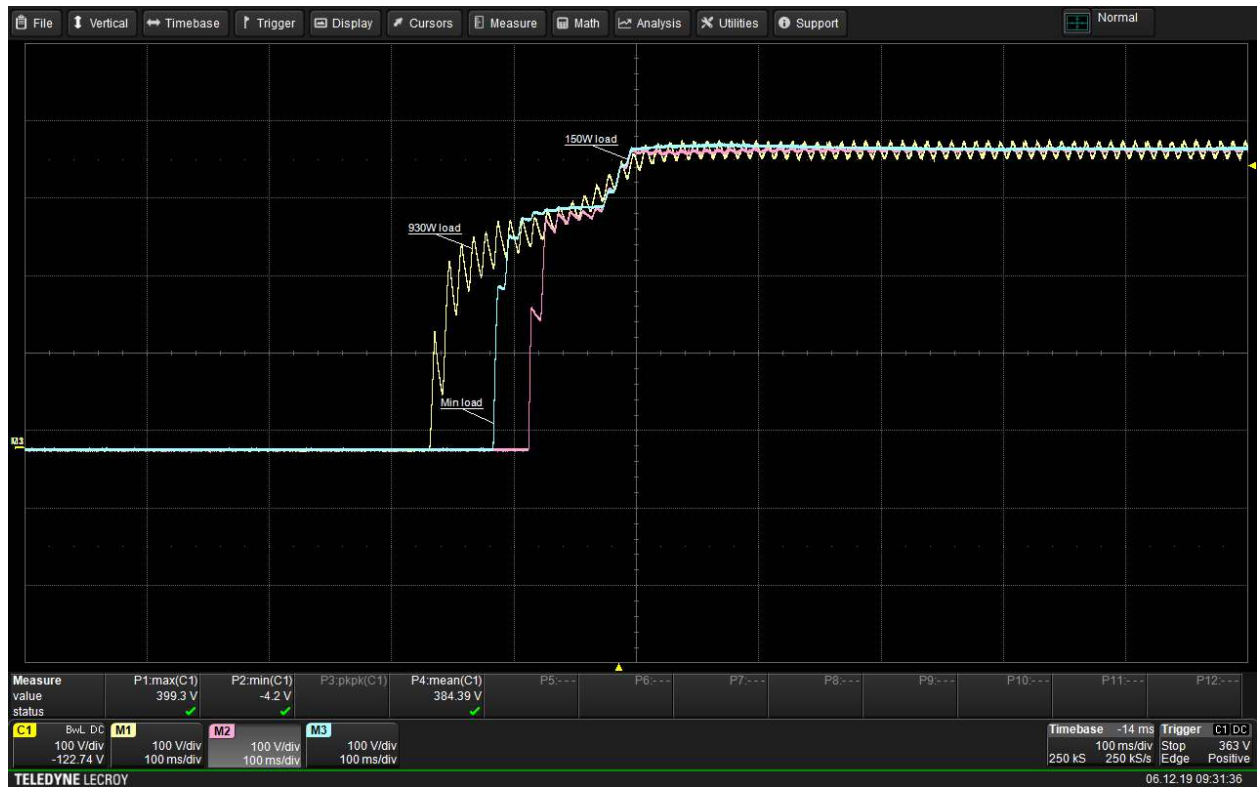 File Vertical Timebase Trigger Display Cursors Measure Math Analysis Utilities Support Normal
150W load
930W load
Min load
Measure P1:max(C1) P2:min(C1) P3:pkpk(C1) P4:mean(C1) P5:--- P6:--- P7:--- P8:--- P9:--- P10:--- P11:--- P12:---
value 399.3 V -4.2 V 384.39 V
status
C1 BwL DC M1 M2 M3 Timebase -14 ms Trigger C1 DC
100 V/div 100 V/div 100 V/div 100 V/div 100 ms/div Stop 363 V
-122.74 V 100 ms/div 100 ms/div 100 ms/div 250 kS 250 kS/s Edge Positive
TELEDYNE LECROY 06.12.19 09:31:36